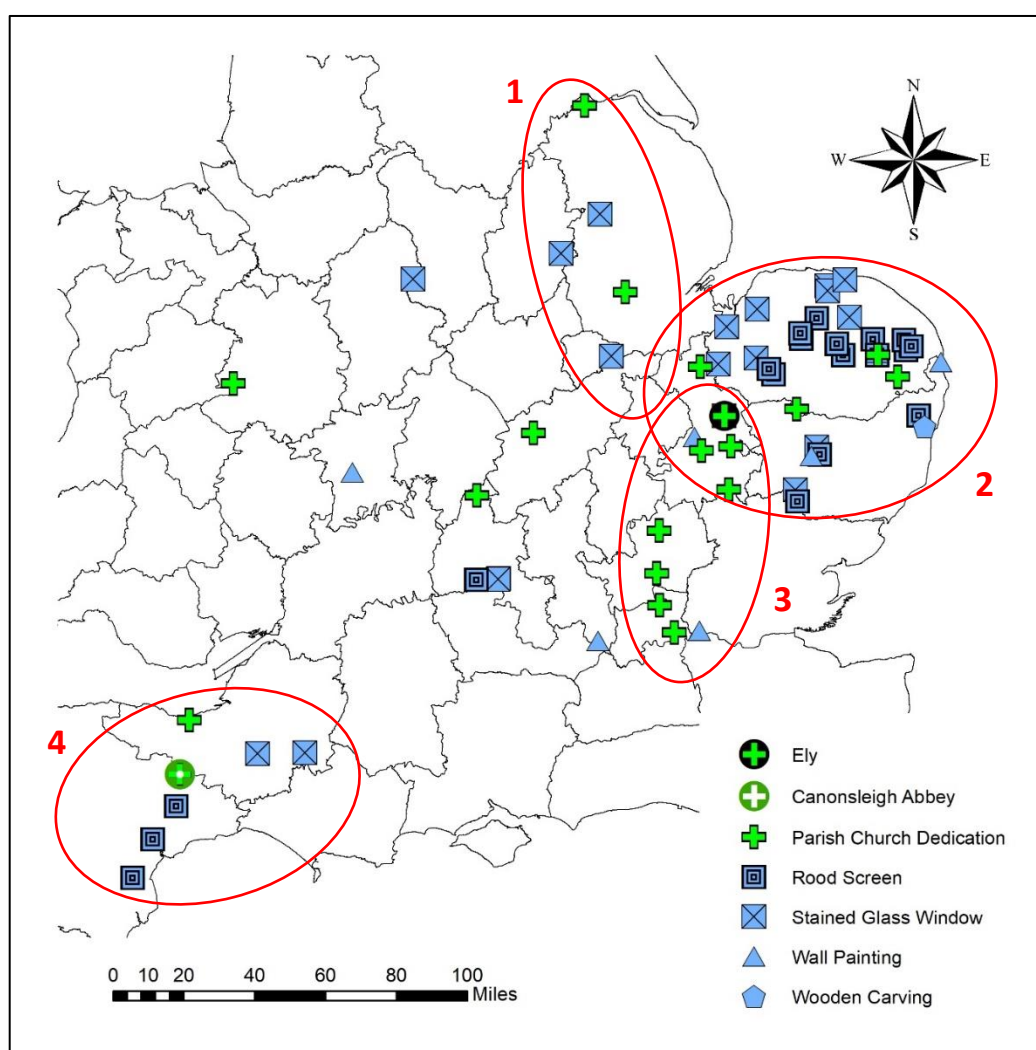 1
N
W
E
S
2
3
4
Ely
Canonsleigh Abbey
Parish Church Dedication
Rood Screen
Stained Glass Window
Wall Painting
Wooden Carving
0 10 20 40 60 80 100
Miles